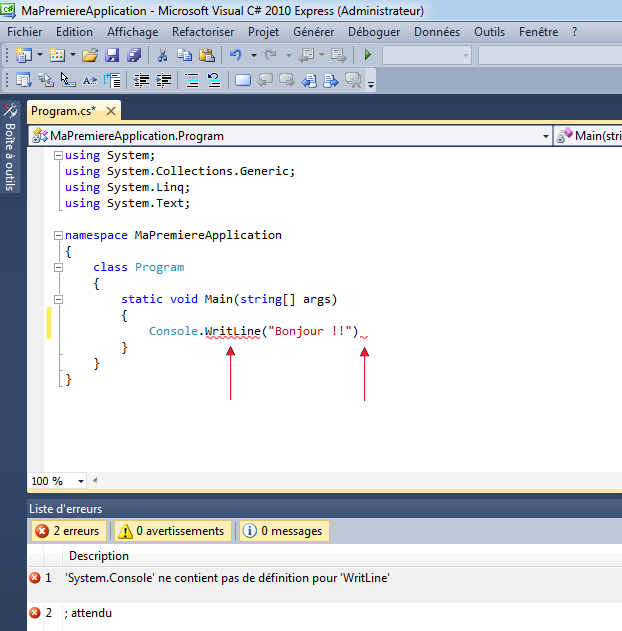 MaPremiereApplication - Microsoft Visual C# 2010 Express (Administrateur)
Fichier Edition Affichage Refactoriser Projet Générer Déboguer Données Outils Fenêtre ?
Program.cs* X
Boîte à outils
MaPremiereApplication.Program Main(stri
using System;
using System.Collections.Generic;
using System.Linq;
using System.Text;
namespace MaPremiereApplication
{
class Program
{
static void Main(string[] args)
{
Console.WritLine("Bonjour !!")
}
}
}
100 %
Liste d'erreurs
2 erreurs 0 avertissements 0 messages
Description
1 'System.Console' ne contient pas de définition pour 'WritLine'
2 ; attendu